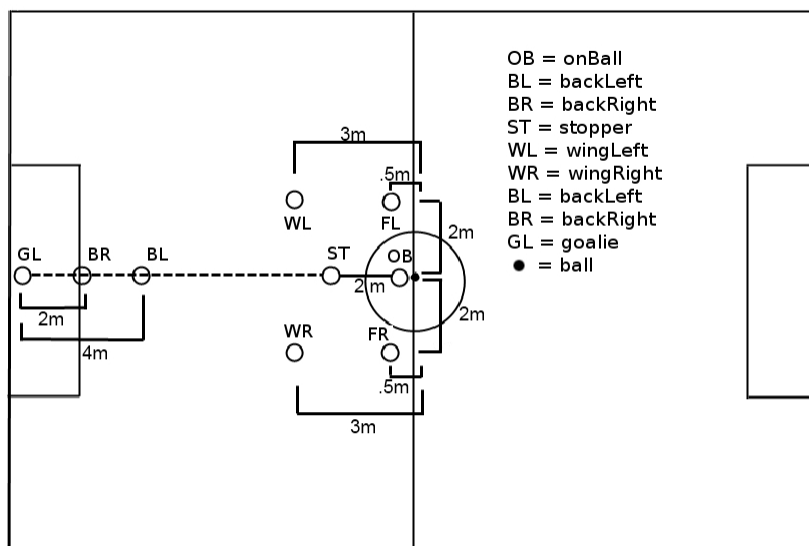 OB = onBall
BL = backLeft
BR = backRight
ST = stopper
WL = wingLeft
WR = wingRight
BL = backLeft
BR = backRight
GL = goalie
= ball
3m
.5m
WL
FL
2m
GL
BR
BL
ST
OB
2m
2m
2m
4m
WR
FR
.5m
3m